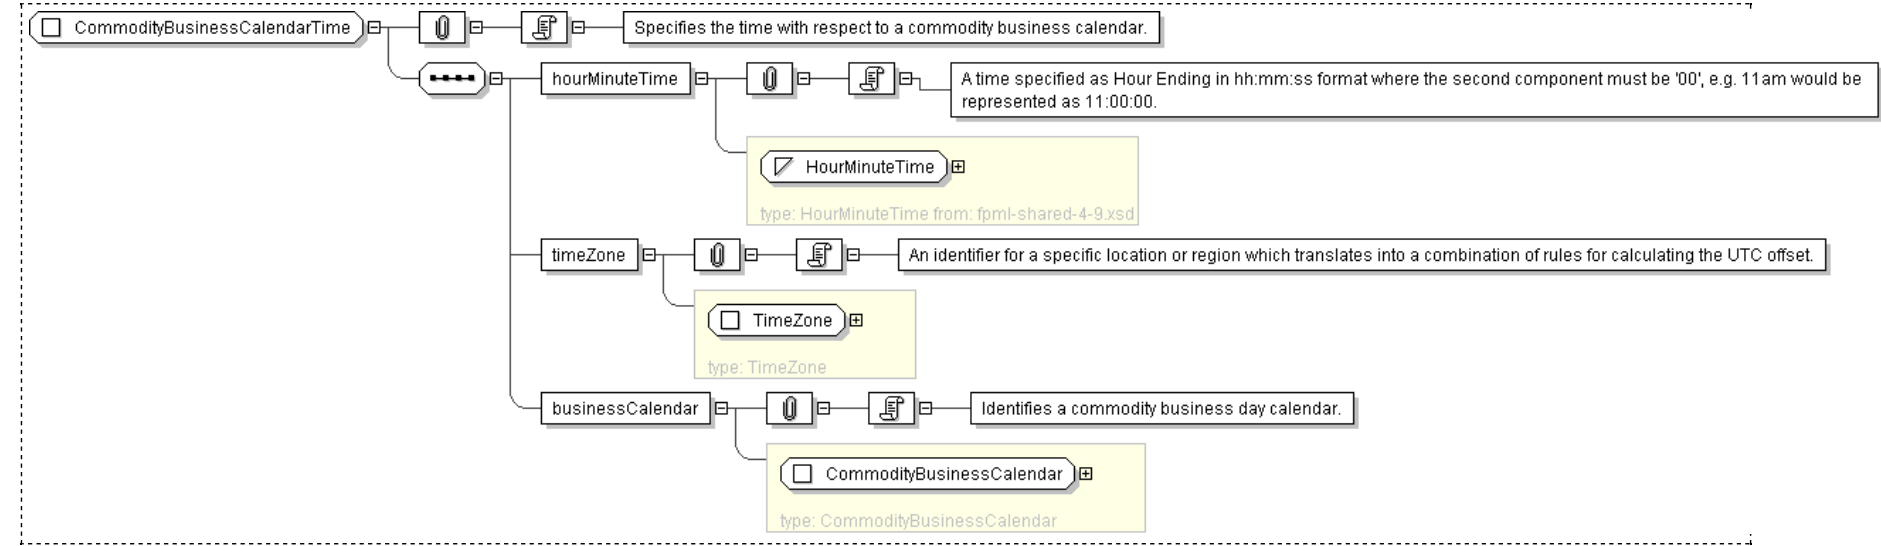 CommodityBusinessCalendarTime
Specifies the time with respect to a commodity business calendar.
hourMinuteTime
A time specified as Hour Ending in hh:mm:ss format where the second component must be '00', e.g. 11am would be
represented as 11:00:00.
HourMinuteTime
type: HourMinuteTime from: fpml-shared-4-9.xsd
timeZone
An identifier for a specific location or region which translates into a combination of rules for calculating the UTC offset.
TimeZone
type: TimeZone
businessCalendar
Identifies a commodity business day calendar.
CommodityBusinessCalendar
type: CommodityBusinessCalendar